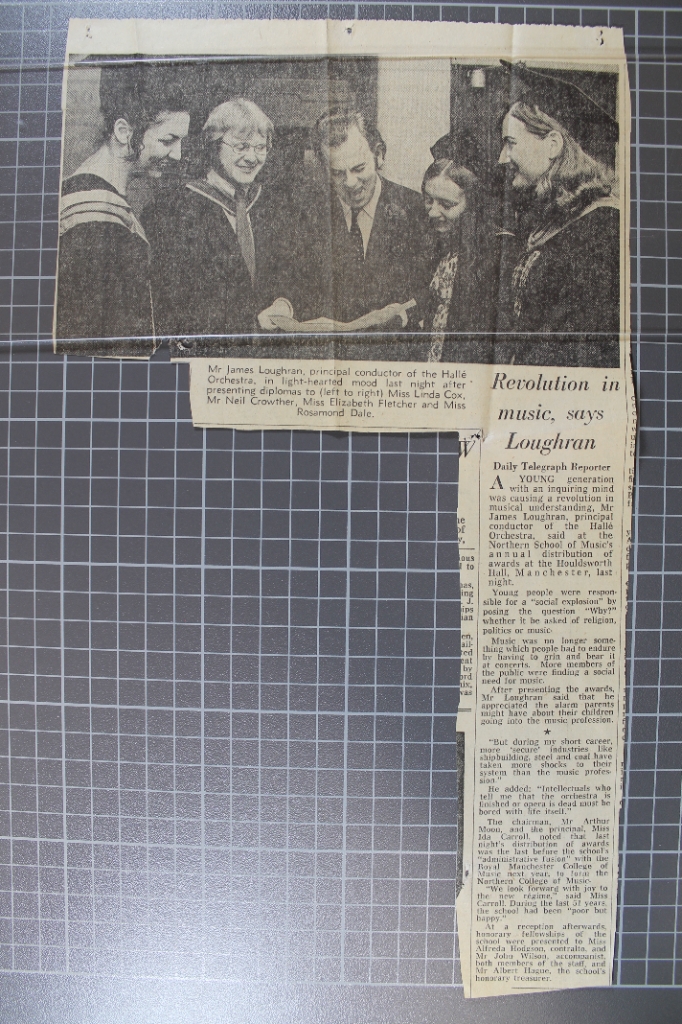 Mr James Loughran, principal conductor of the Hallé
Orchestra, in light-hearted mood last night after
presenting diplomas to (left to right) Miss Linda Cox,
Mr Neil Crowther, Miss Elizabeth Fletcher and Miss
Rosamond Dale.
Revolution in
music, says
Loughran
Daily Telegraph Reporter
A YOUNG generation
with an inquiring mind
was causing a revolution in
musical understanding, Mr
James Loughran, principal
conductor of the Hallé
Orchestra, said at the
Northern School of Music's
annual distribution of
awards at the Houldsworth
Hall, Manchester, last
night.
Young people were respon-
sible for a "social explosion" by
posing the question "Why?"
whether it be asked of religion,
politics or music.
Music was no longer some-
thing which people had to endure
by having to grin and bear it
at concerts. More members of
the public were finding a social
need for music.
After presenting the awards,
Mr Loughran said that he
appreciated the alarm parents
might have about their children
going into the music profession.
★
"But during my short career,
more 'secure' industries like
shipbuilding, steel and coal have
taken more shocks to their
system than the music profes-
sion."
He added: "Intellectuals who
tell me that the orchestra is
finished or opera is dead must be
bored with life itself."
The chairman, Mr Arthur
Moon, and the principal, Miss
Ida Carroll, noted that last
night's distribution of awards
was the last before the school's
"administrative fusion" with the
Royal Manchester College of
Music next year, to form the
Northern College of Music.
"We look forward with joy to
the new régime," said Miss
Carroll. During the last 51 years
the school had been "poor but
happy."
At a reception afterwards,
honorary fellowships of the
school were presented to Miss
Alfreda Hodgson, contralto, and
Mr John Wilson, accompanist,
both members of the staff, and
Mr Albert Hague, the school's
honorary treasurer.